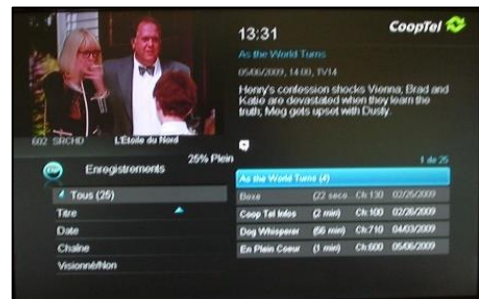 13:31
CoopTel
As the World Turns
05/06/2009, 14:00, TV14
Henry's confession shocks Vienna; Brad and
Katie are devastated when they learn the
truth; Meg gets upset with Dusty.
602 SRCHD L'Étoile du Nord
Enregistrements 25% Plein
1 de 25
Tous (25)
Titre
Date
Chaîne
Visionné/Non
As the World Turns (4)
Boxe (22 seco Ch:130 02/25/2009
Coop Tel Infos (2 min) Ch:100 02/26/2009
Dog Whisperer (56 min) Ch:710 04/03/2009
En Plein Coeur (1 min) Ch:600 05/06/2009